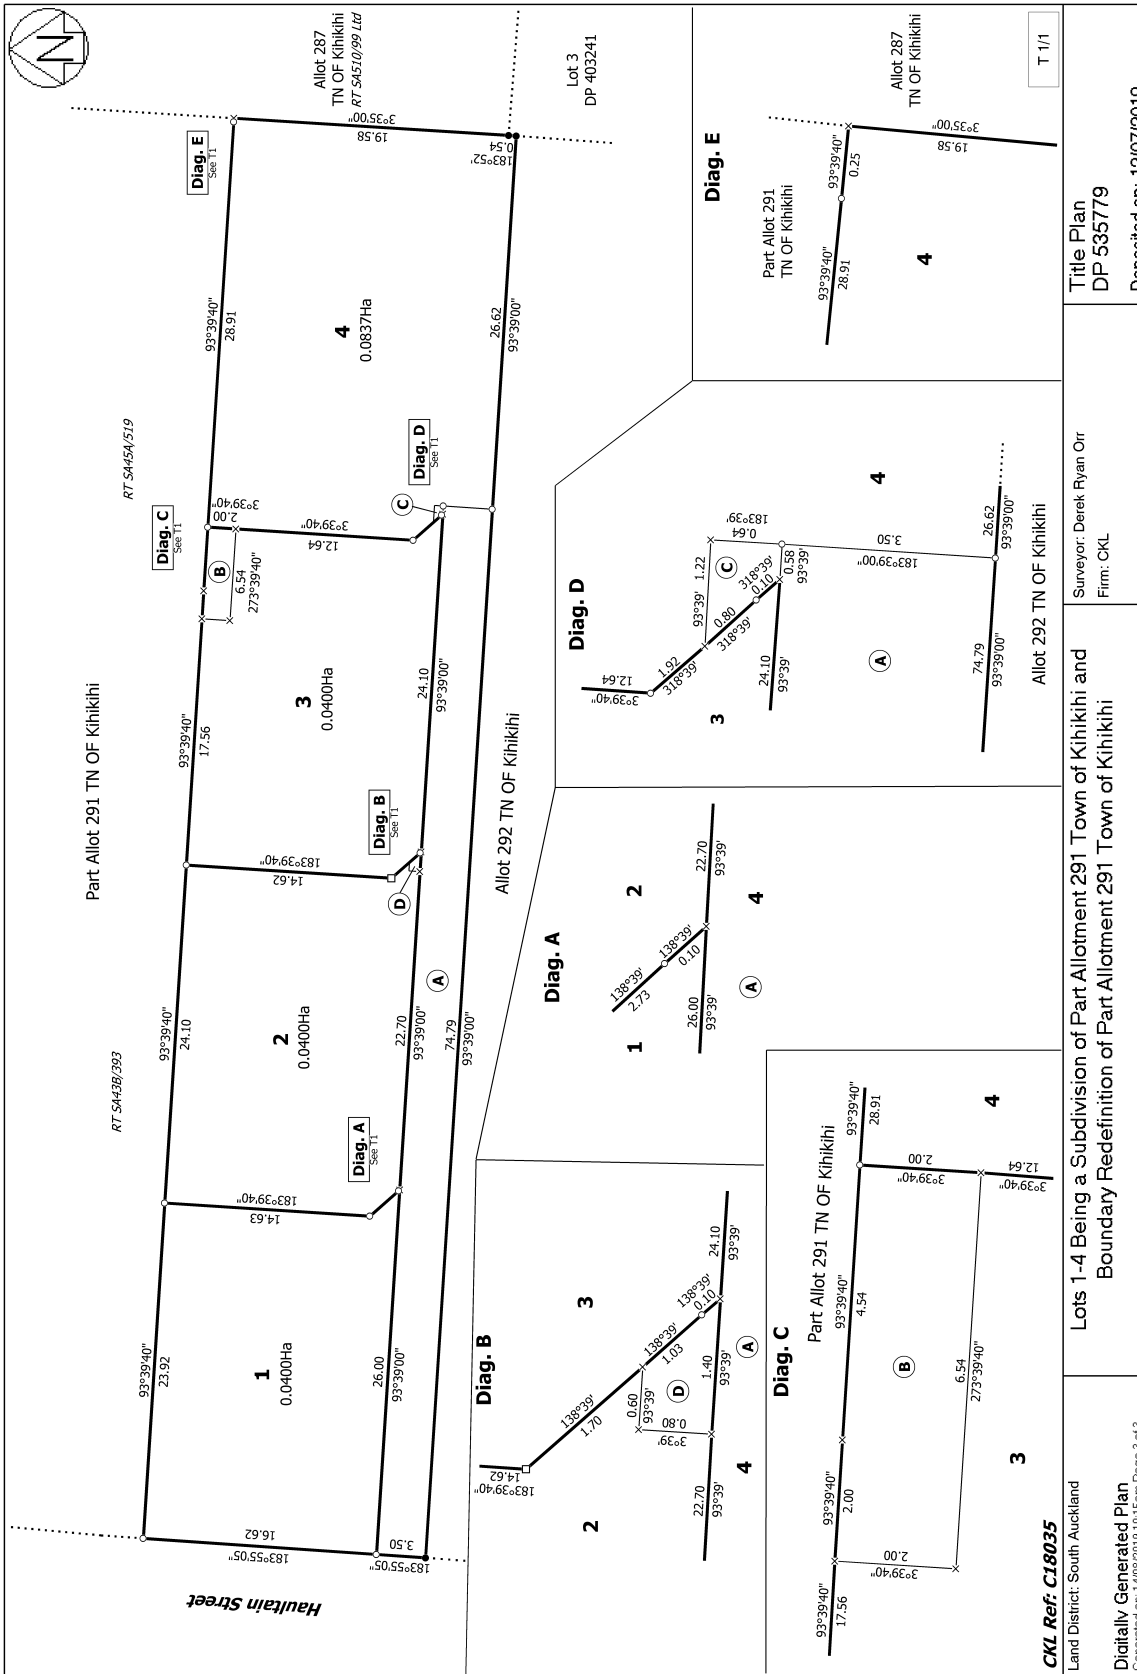 N
Part Allot 291 TN OF Kihikihi
RT SA43B/393
RT SA45A/519
Allot 287
TN OF Kihikihi
RT SA510/99 Ltd
Lot 3
DP 403241
Haultain Street
93°39'40"
23.92
93°39'40"
24.10
93°39'40"
17.56
93°39'40"
28.91
Diag. C
See T1
Diag. E
See T1
183°55'05"
16.62
1
0.0400Ha
183°39'40"
14.63
2
0.0400Ha
183°39'40"
14.62
3
0.0400Ha
B
6.54
273°39'40"
3°39'40"
2.00
3°39'40"
12.64
4
0.0837Ha
3°35'00"
19.58
183°52'
0.54
Diag. A
See T1
Diag. B
See T1
Diag. D
See T1
C
D
26.00
93°39'00"
22.70
93°39'00"
24.10
93°39'00"
A
183°55'05"
3.50
74.79
93°39'00"
26.62
93°39'00"
Allot 292 TN OF Kihikihi
Diag. B
183°39'40"
14.62
138°39'
1.70
0.60
93°39'
138°39'
1.03
138°39'
0.10
3°39'
0.80
D
1.40
93°39'
22.70
93°39'
24.10
93°39'
2
3
4
A
Diag. A
138°39'
2.73
138°39'
0.10
26.00
93°39'
22.70
93°39'
1
2
4
A
Diag. D
3°39'40"
12.64
1.92
318°39'
93°39'
1.22
183°39'
0.64
C
0.80
318°39'
318°39'
0.10
0.58
93°39'
24.10
93°39'
183°39'00"
3.50
3
4
A
74.79
93°39'00"
26.62
93°39'00"
Allot 292 TN OF Kihikihi
Diag. E
Part Allot 291
TN OF Kihikihi
Allot 287
TN OF Kihikihi
93°39'40"
28.91
93°39'40"
0.25
3°35'00"
19.58
4
Diag. C
Part Allot 291 TN OF Kihikihi
93°39'40"
17.56
93°39'40"
2.00
93°39'40"
4.54
93°39'40"
28.91
3°39'40"
2.00
B
6.54
273°39'40"
3°39'40"
2.00
3°39'40"
12.64
3
4
T 1/1
CKL Ref: C18035
Land District: South Auckland
Digitally Generated Plan
Lots 1-4 Being a Subdivision of Part Allotment 291 Town of Kihikihi and
Boundary Redefinition of Part Allotment 291 Town of Kihikihi
Surveyor: Derek Ryan Orr
Firm: CKL
Title Plan
DP 535779
Deposited on: 12/07/2019